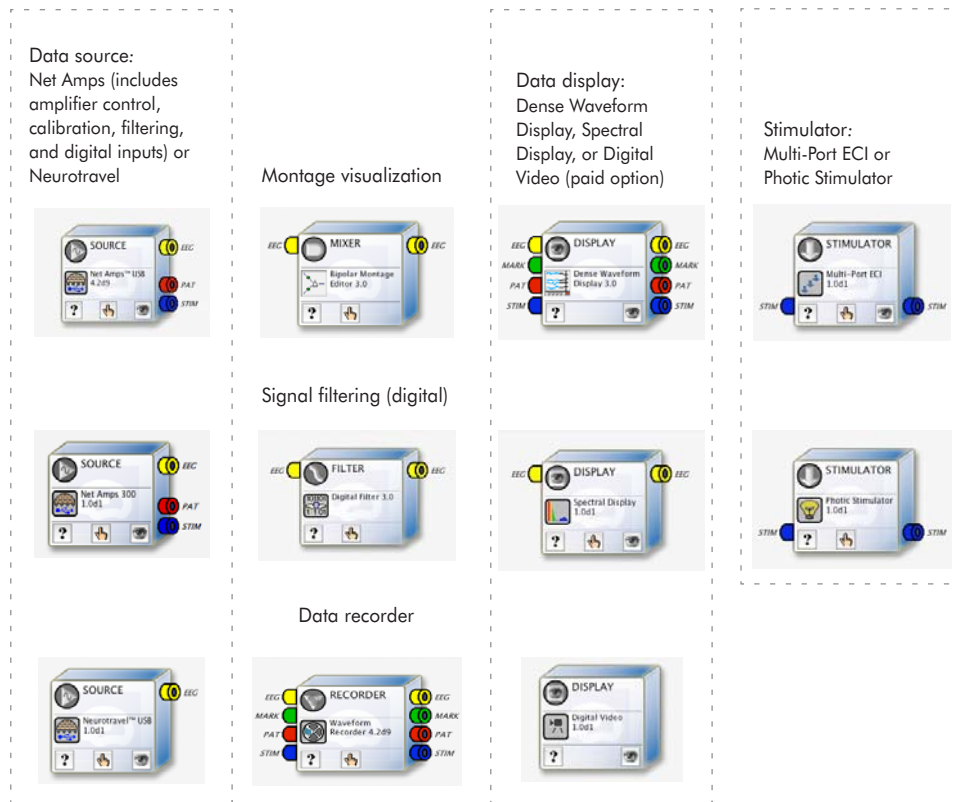 Data source:
Net Amps (includes
amplifier control,
calibration, filtering,
and digital inputs) or
Neurotravel
SOURCE
EEG
Net Amps™ USB
4.2d9
PAT
STIM
?
SOURCE
EEG
Net Amps 300
1.0d1
PAT
STIM
?
SOURCE
EEG
Neurotravel™ USB
1.0d1
?
Montage visualization
EEG
MIXER
EEG
Bipolar Montage
Editor 3.0
?
Signal filtering (digital)
EEG
FILTER
EEG
Digital Filter 3.0
?
Data recorder
EEG
RECORDER
EEG
MARK
MARK
Waveform
Recorder 4.2d9
PAT
PAT
STIM
STIM
?
Data display:
Dense Waveform
Display, Spectral
Display, or Digital
Video (paid option)
EEG
DISPLAY
EEG
MARK
MARK
Dense Waveform
Display 3.0
PAT
PAT
STIM
STIM
?
EEG
DISPLAY
EEG
Spectral Display
1.0d1
?
DISPLAY
Digital Video
1.0d1
?
Stimulator:
Multi-Port ECI or
Photic Stimulator
STIMULATOR
Multi-Port ECI
1.0d1
STIM
STIM
?
STIMULATOR
Photic Stimulator
1.0d1
STIM
STIM
?